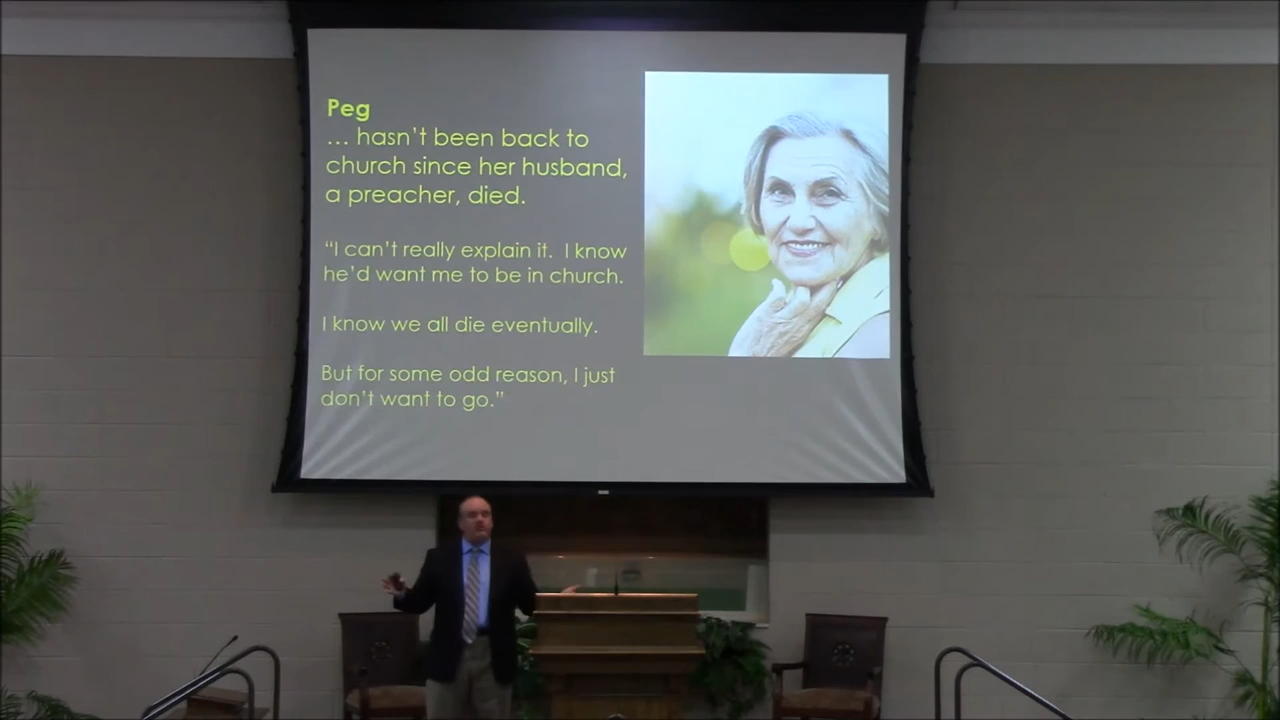 Peg
… hasn't been back to
church since her husband,
a preacher, died.
“I can't really explain it.  I know
he'd want me to be in church.
I know we all die eventually.
But for some odd reason, I just
don't want to go.”